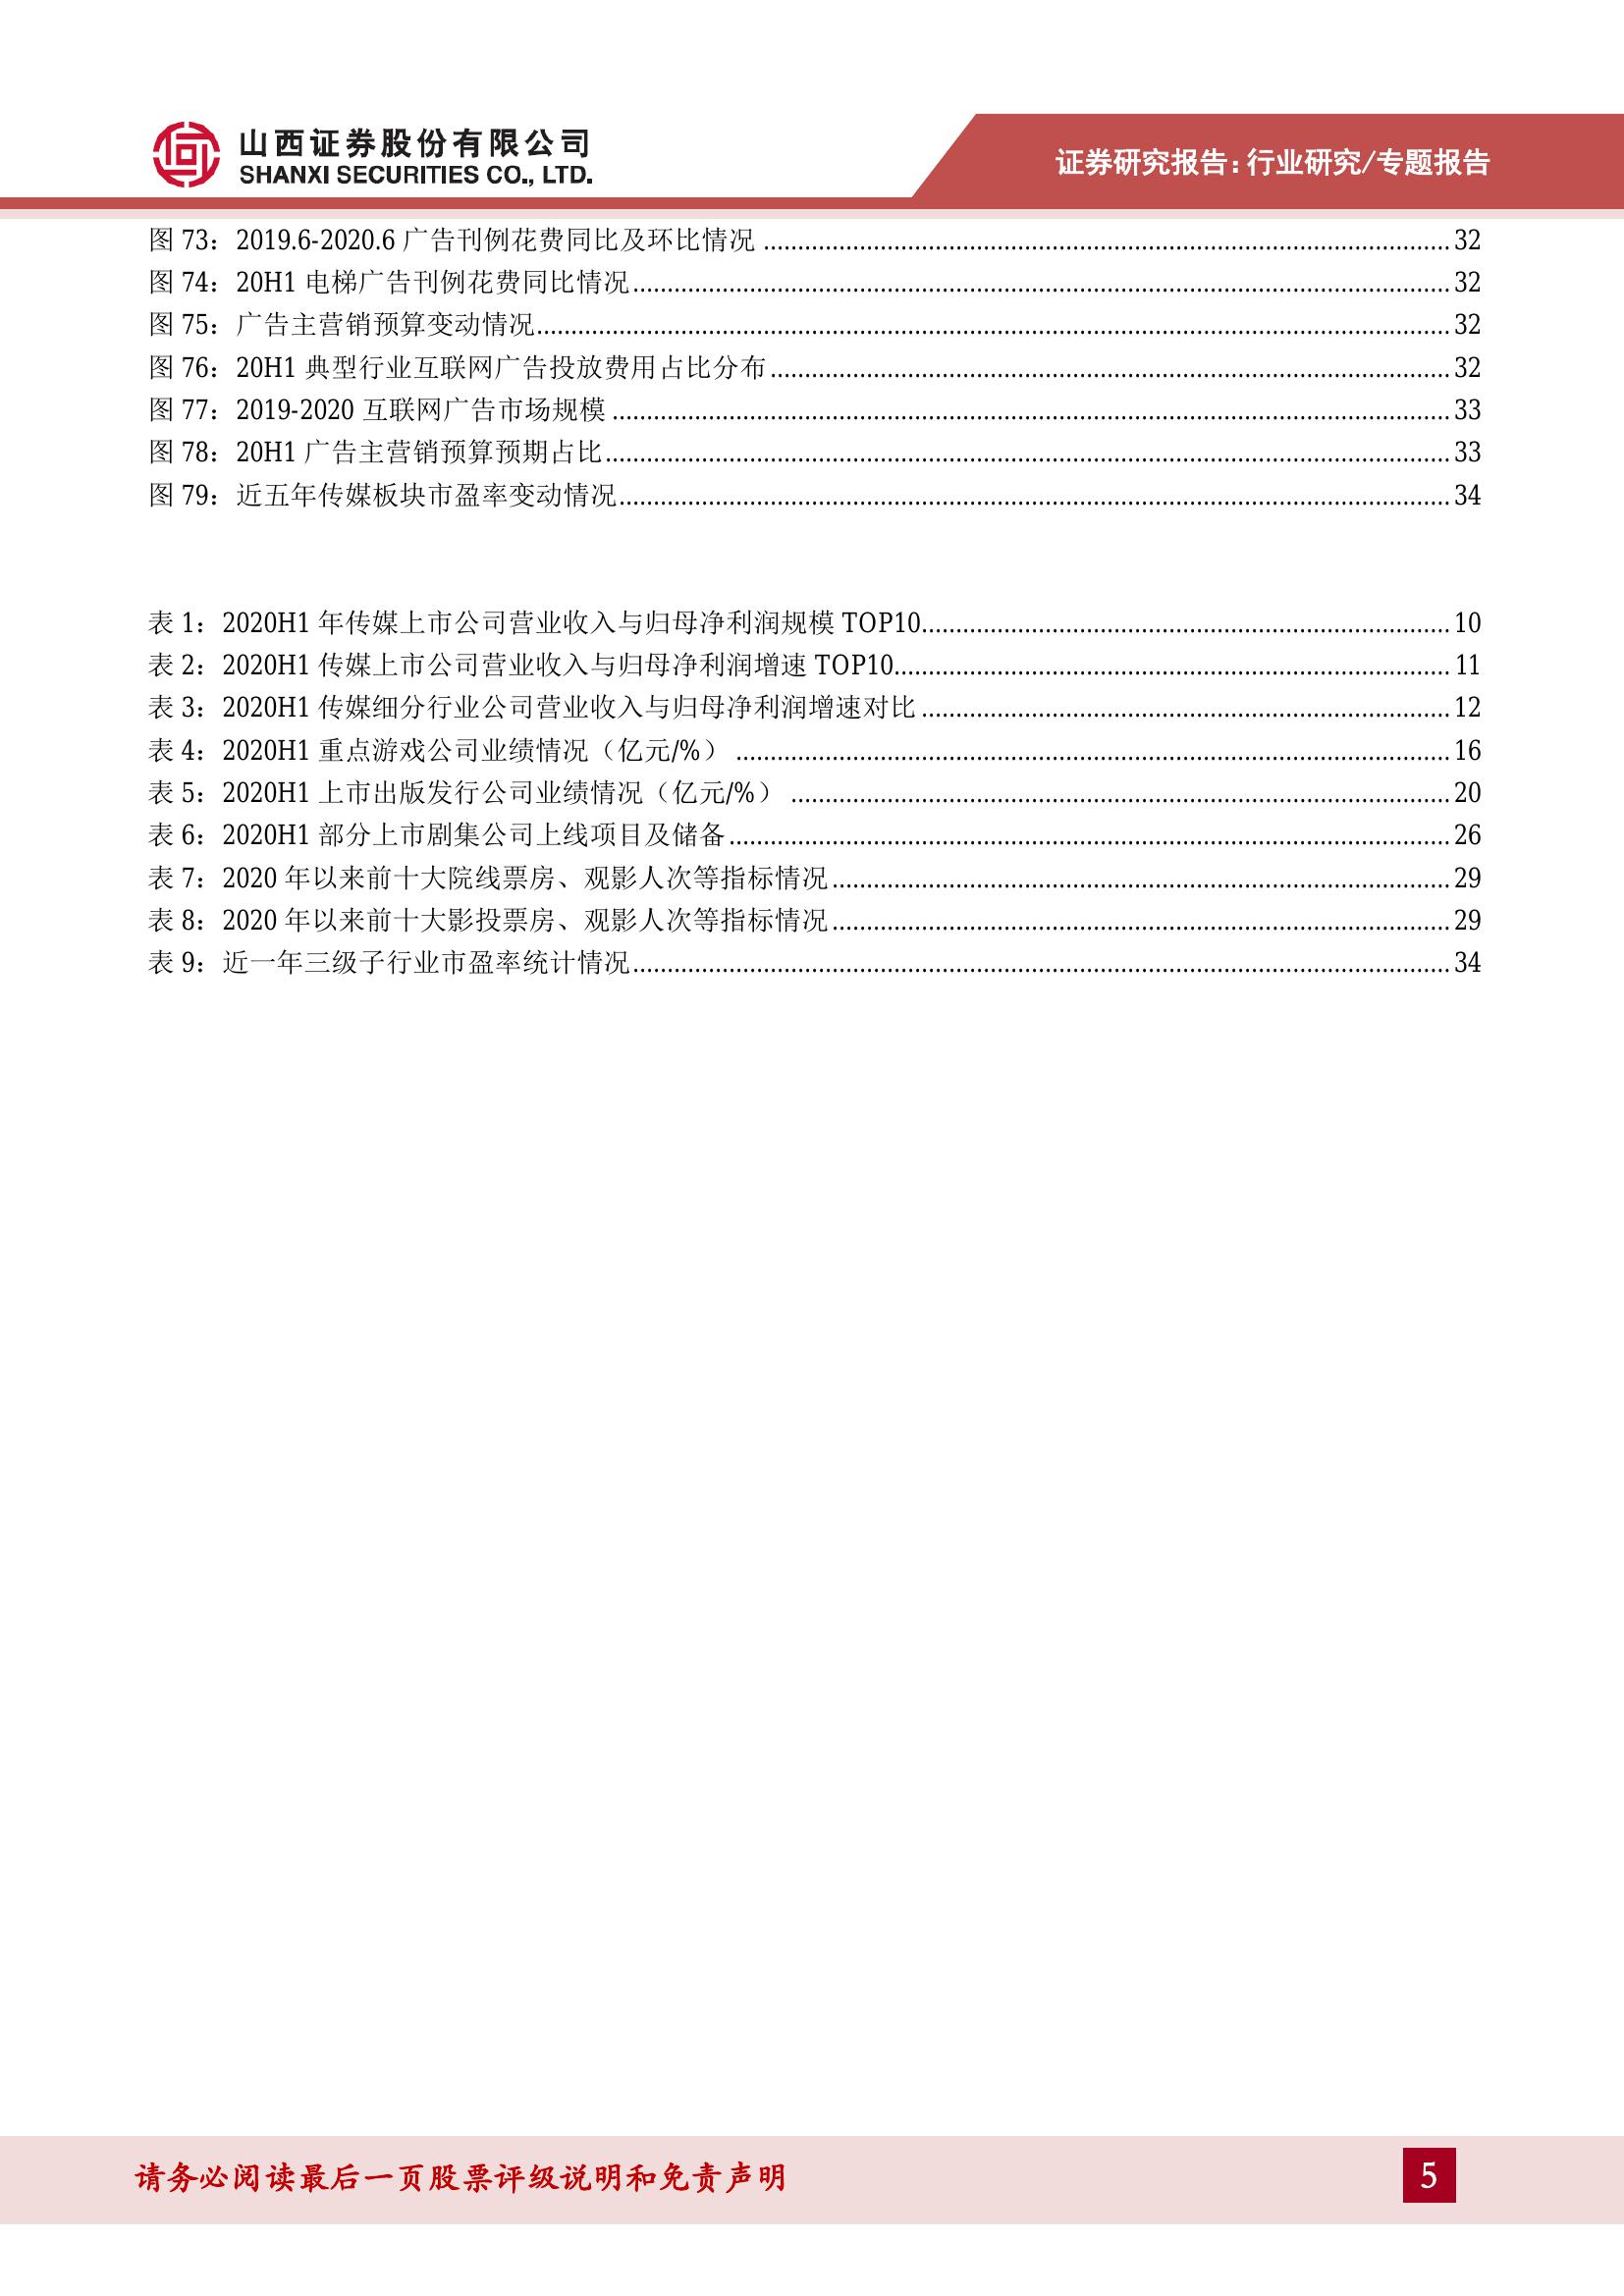 山西证券股份有限公司
SHANXI SECURITIES CO., LTD.
证券研究报告：行业研究/专题报告
图 73：2019.6-2020.6 广告刊例花费同比及环比情况 ........ 32
图 74：20H1 电梯广告刊例花费同比情况 ........ 32
图 75：广告主营销预算变动情况 ........ 32
图 76：20H1 典型行业互联网广告投放费用占比分布 ........ 32
图 77：2019-2020 互联网广告市场规模 ........ 33
图 78：20H1 广告主营销预算预期占比 ........ 33
图 79：近五年传媒板块市盈率变动情况 ........ 34
表 1：2020H1 年传媒上市公司营业收入与归母净利润规模 TOP10 ........ 10
表 2：2020H1 传媒上市公司营业收入与归母净利润增速 TOP10 ........ 11
表 3：2020H1 传媒细分行业公司营业收入与归母净利润增速对比 ........ 12
表 4：2020H1 重点游戏公司业绩情况（亿元/%） ........ 16
表 5：2020H1 上市出版发行公司业绩情况（亿元/%） ........ 20
表 6：2020H1 部分上市剧集公司上线项目及储备 ........ 26
表 7：2020 年以来前十大院线票房、观影人次等指标情况 ........ 29
表 8：2020 年以来前十大影投票房、观影人次等指标情况 ........ 29
表 9：近一年三级子行业市盈率统计情况 ........ 34
请务必阅读最后一页股票评级说明和免责声明
5